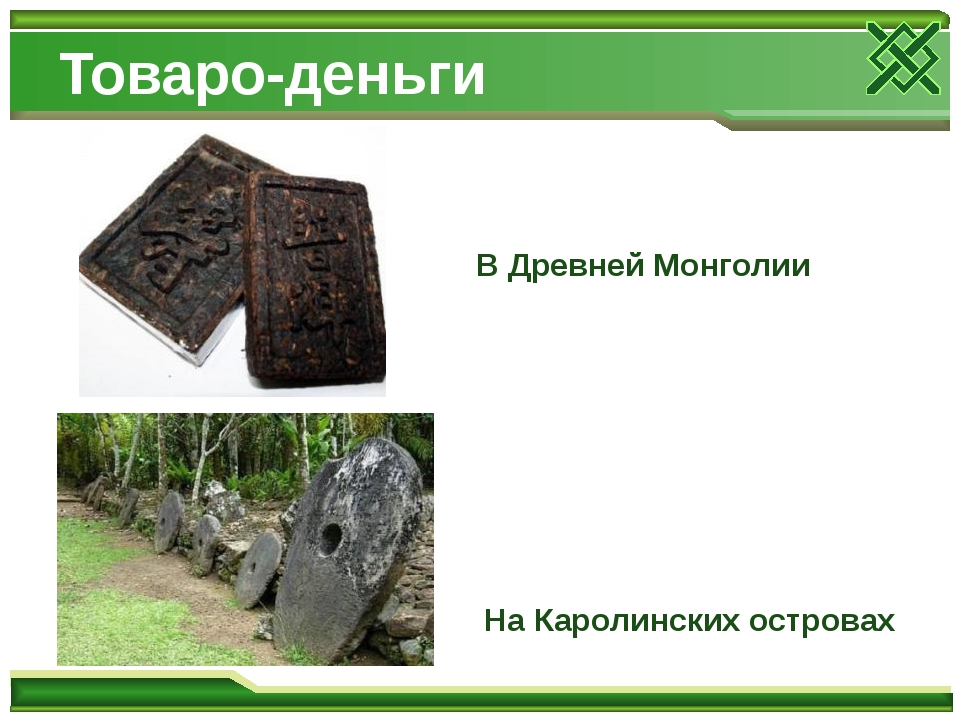 Товаро-деньги
В Древней Монголии
На Каролинских островах